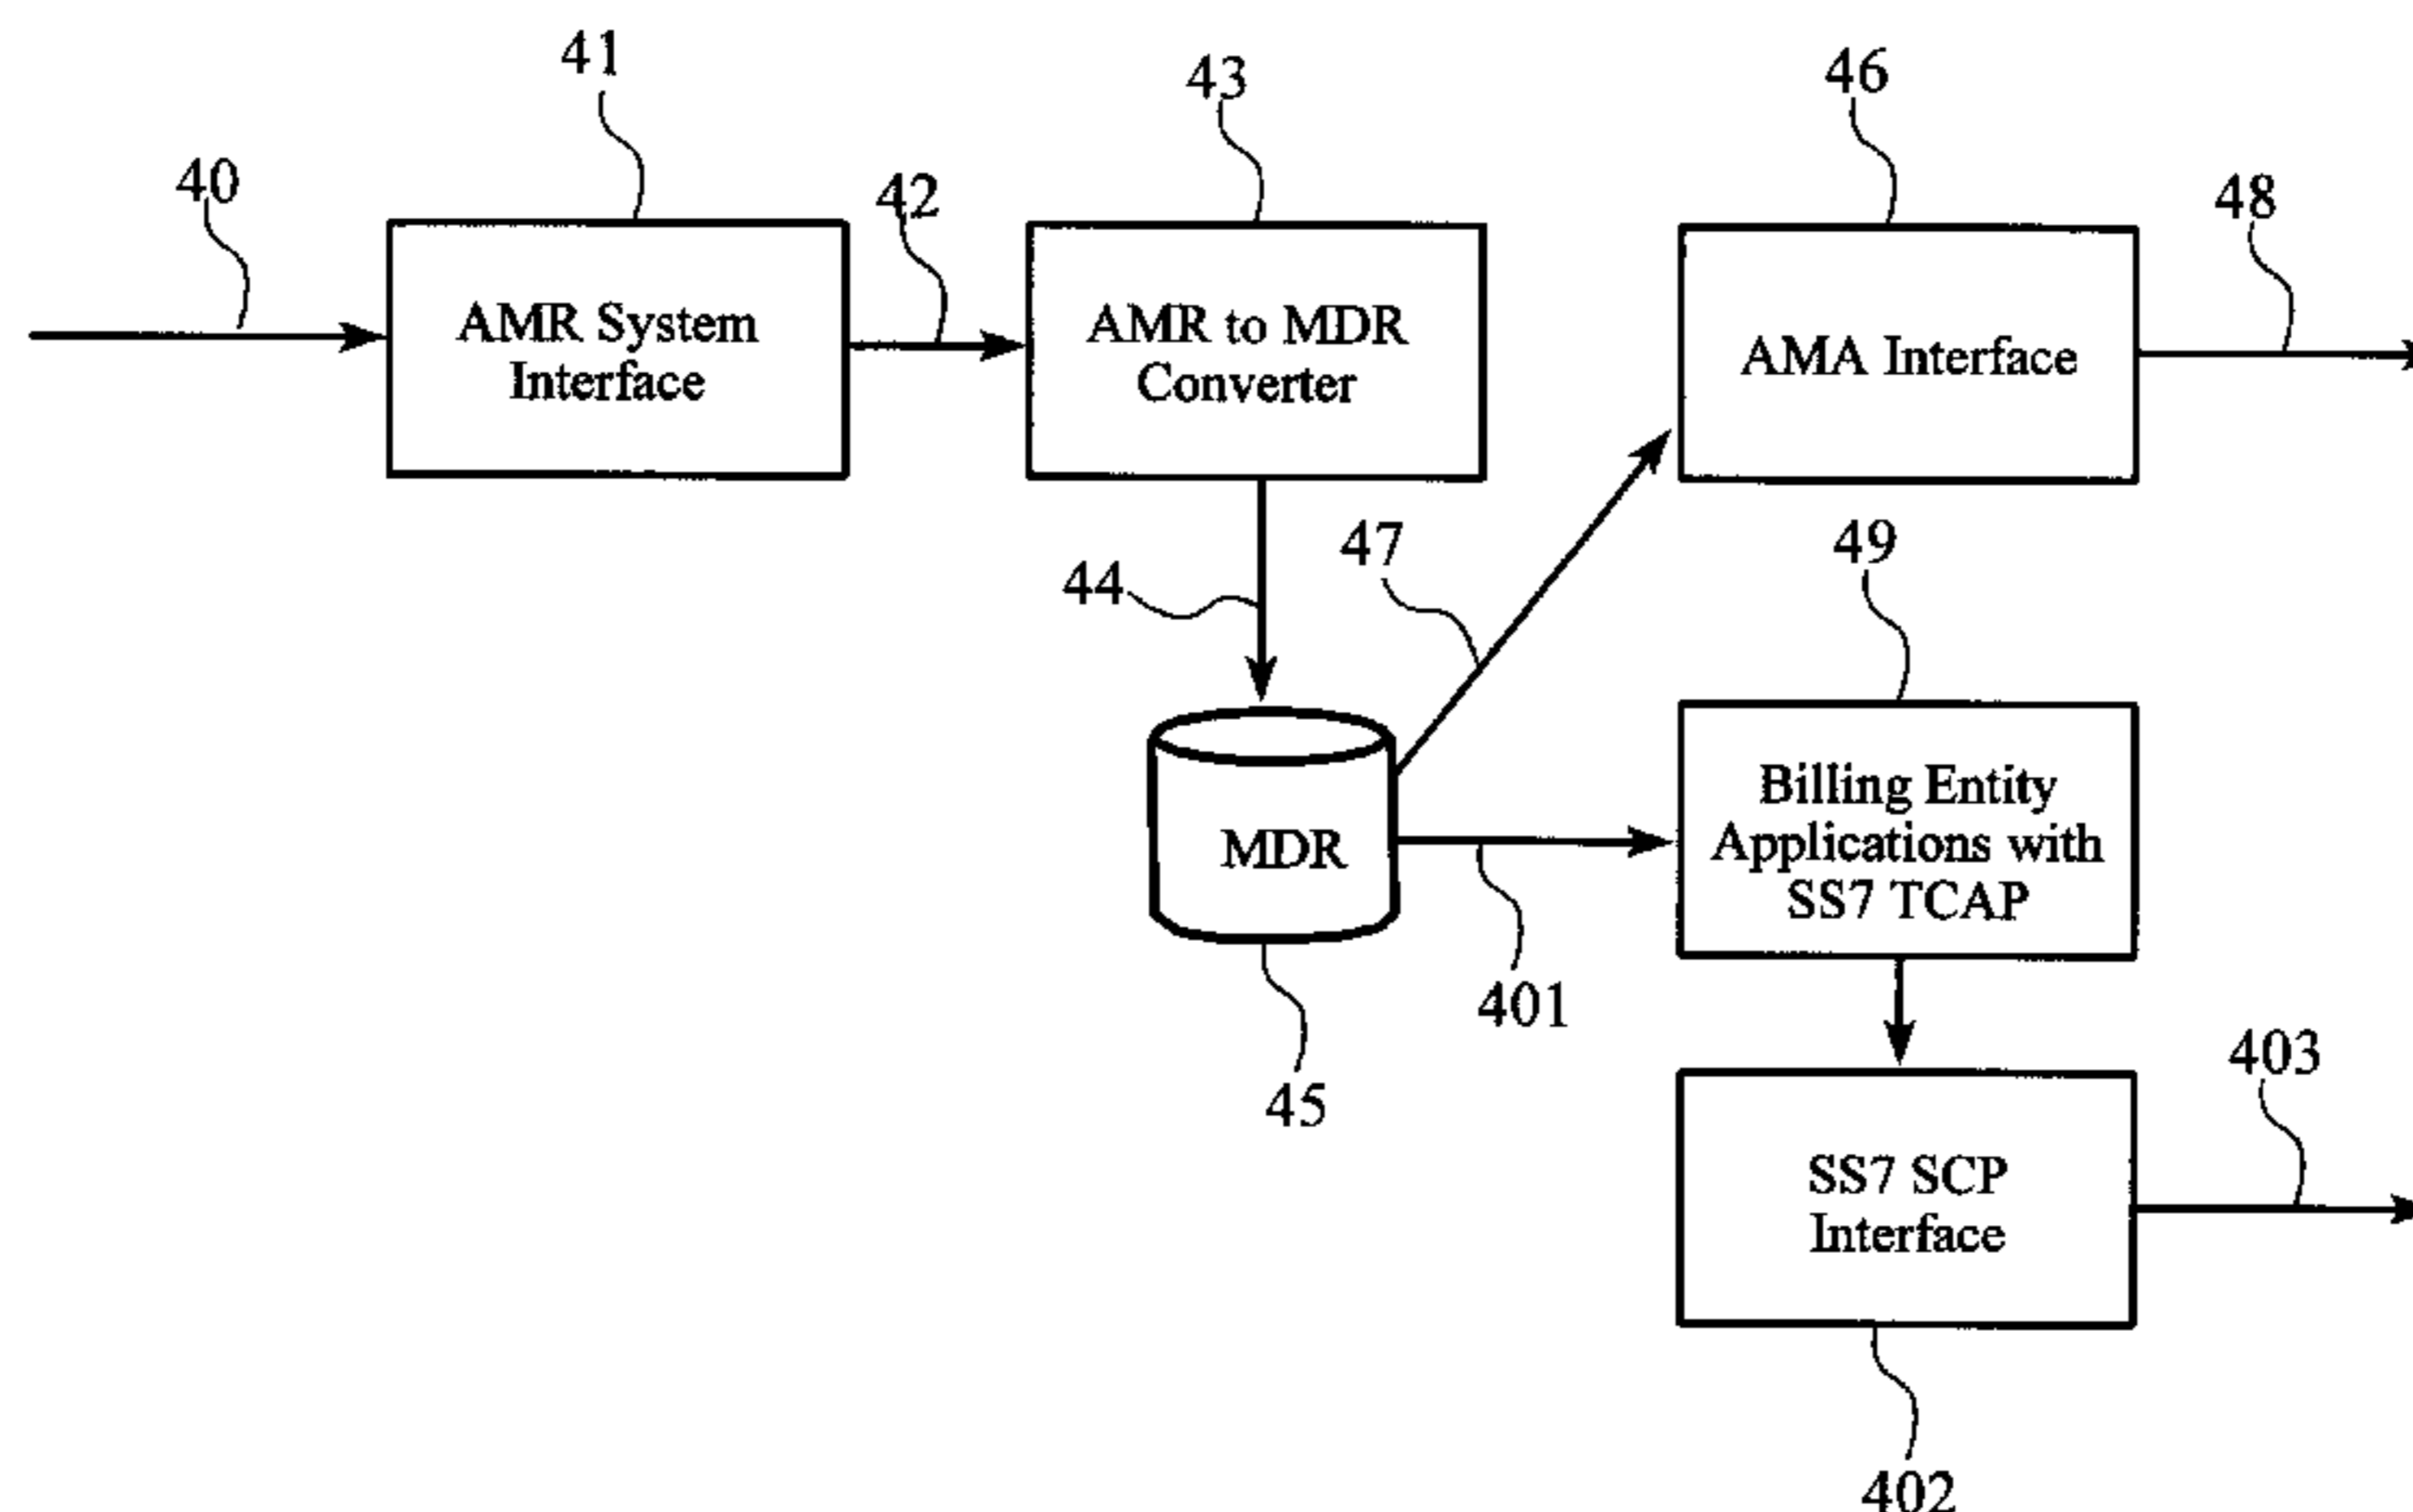 41
43
46
40
42
48
AMR System
Interface
AMR to MDR
Converter
AMA Interface
47
49
44
Billing Entity
Applications with
SS7 TCAP
MDR
401
45
403
SS7 SCP
Interface
402